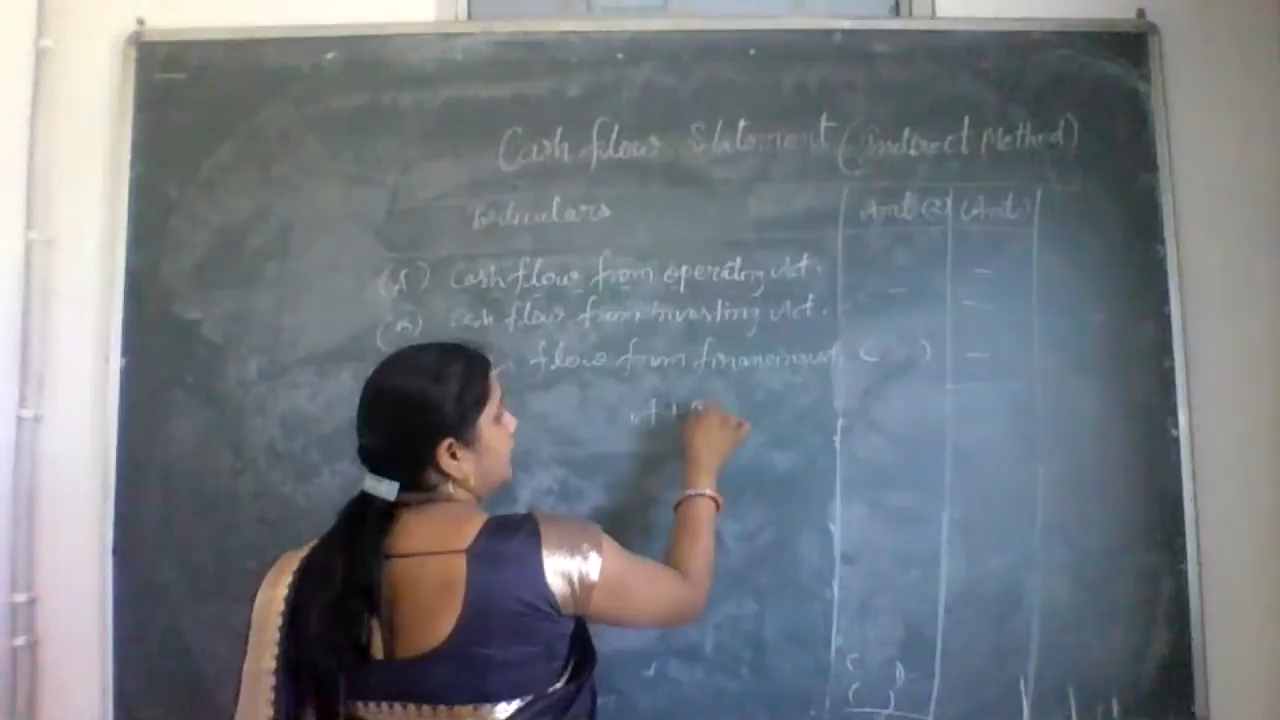 Cash flow Statement (Indirect Method)
Particulars Amt (₹) (Amt)
(A) Cash flow from operating Act.
(B) Cash flow from investing Act.
flow from financing act ( ) -
A + B